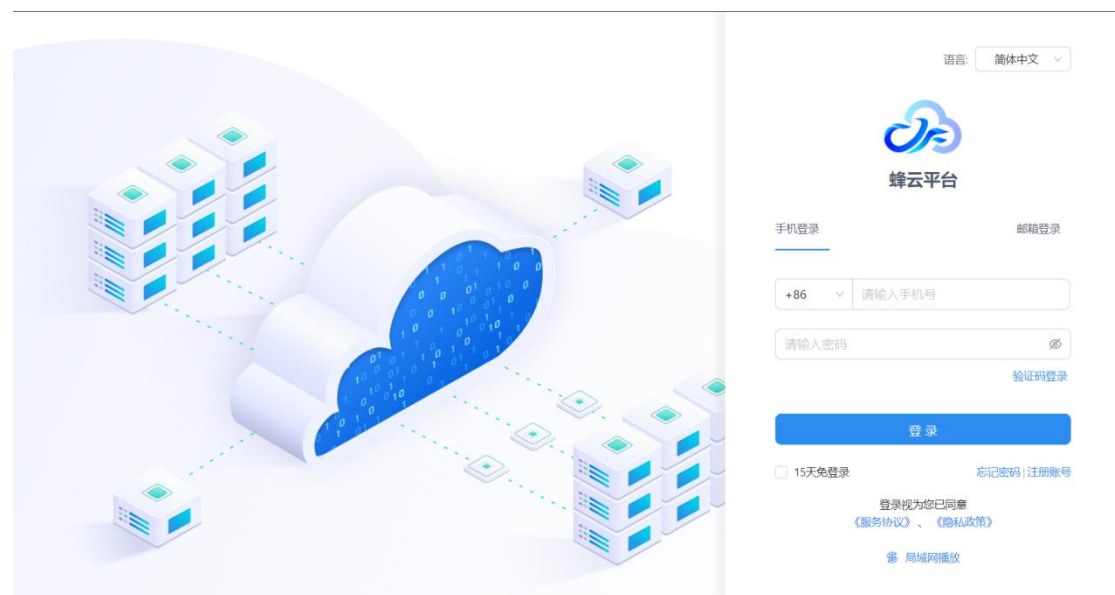 语言: 简体中文
蜂云平台
手机登录 邮箱登录
+86 请输入手机号
请输入密码
验证码登录
登 录
15天免登录 忘记密码 | 注册账号
登录视为您已同意
《服务协议》 、 《隐私政策》
局域网播放